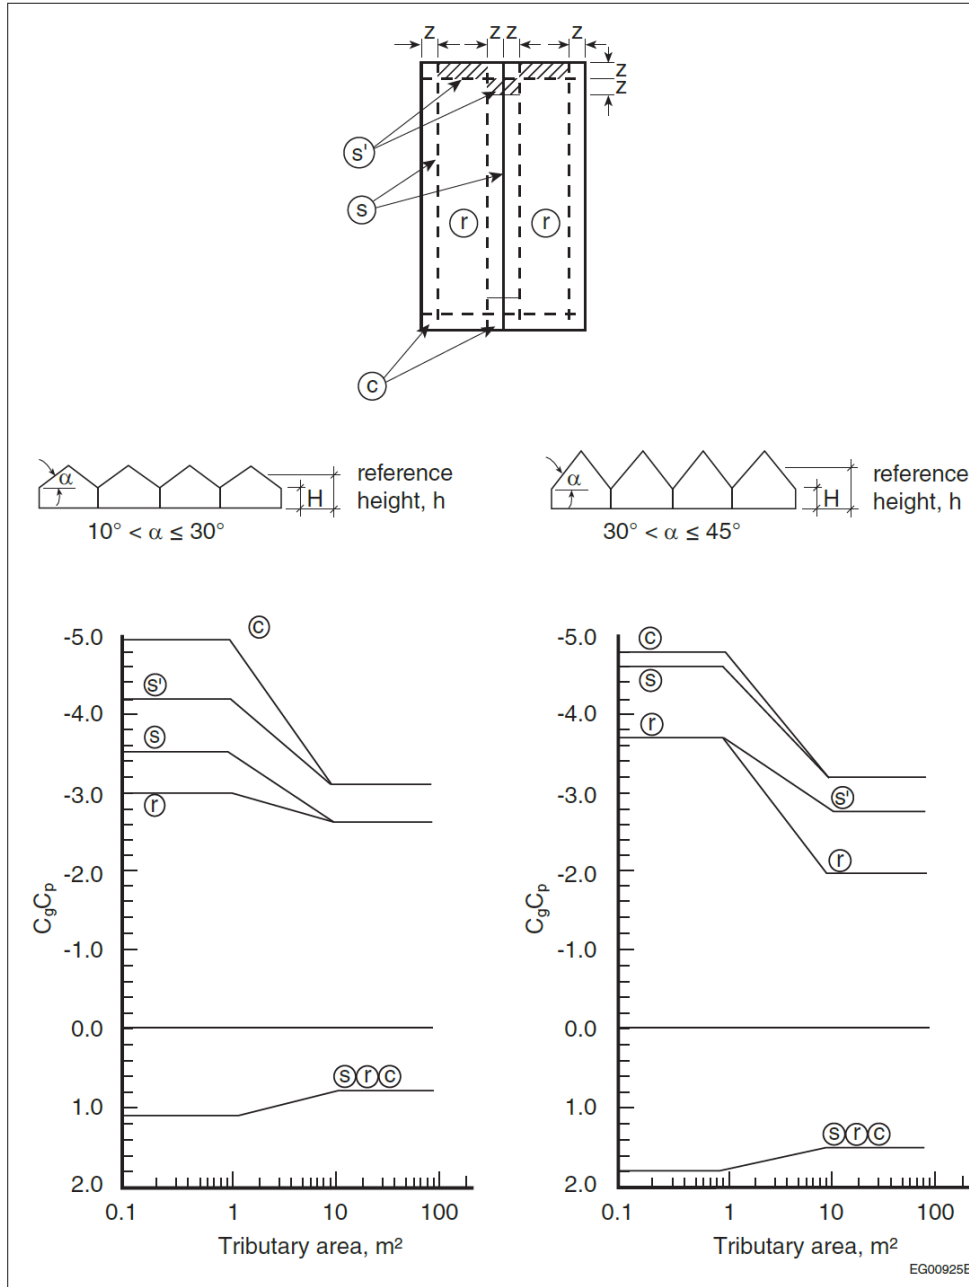 z z z z
z
z
s'
s
r r
c
α H reference height, h
10° < α ≤ 30°
α H reference height, h
30° < α ≤ 45°
-5.0
-4.0
-3.0
-2.0
-1.0
0.0
1.0
2.0
CgCp
c
s'
s
r
s r c
0.1 1 10 100
Tributary area, m²
-5.0
-4.0
-3.0
-2.0
-1.0
0.0
1.0
2.0
CgCp
c
s
r
s'
r
s r c
0.1 1 10 100
Tributary area, m²
EG00925B